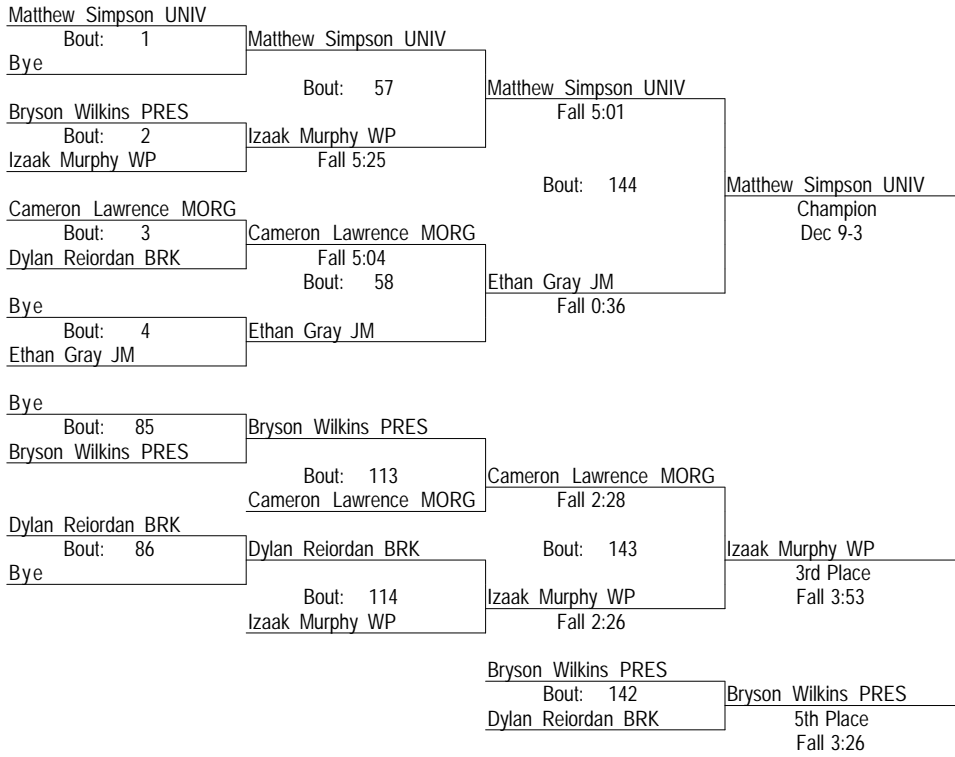 Matthew Simpson UNIV
Bout: 1
Bye
Matthew Simpson UNIV
Bout: 57
Bryson Wilkins PRES
Bout: 2
Izaak Murphy WP
Izaak Murphy WP
Fall 5:25
Matthew Simpson UNIV
Fall 5:01
Bout: 144
Cameron Lawrence MORG
Bout: 3
Dylan Reiordan BRK
Cameron Lawrence MORG
Fall 5:04
Bout: 58
Bye
Bout: 4
Ethan Gray JM
Ethan Gray JM
Ethan Gray JM
Fall 0:36
Matthew Simpson UNIV
Champion
Dec 9-3
Bye
Bout: 85
Bryson Wilkins PRES
Bryson Wilkins PRES
Bout: 113
Cameron Lawrence MORG
Cameron Lawrence MORG
Fall 2:28
Dylan Reiordan BRK
Bout: 86
Bye
Dylan Reiordan BRK
Bout: 114
Izaak Murphy WP
Bout: 143
Izaak Murphy WP
Fall 2:26
Izaak Murphy WP
3rd Place
Fall 3:53
Bryson Wilkins PRES
Bout: 142
Dylan Reiordan BRK
Bryson Wilkins PRES
5th Place
Fall 3:26